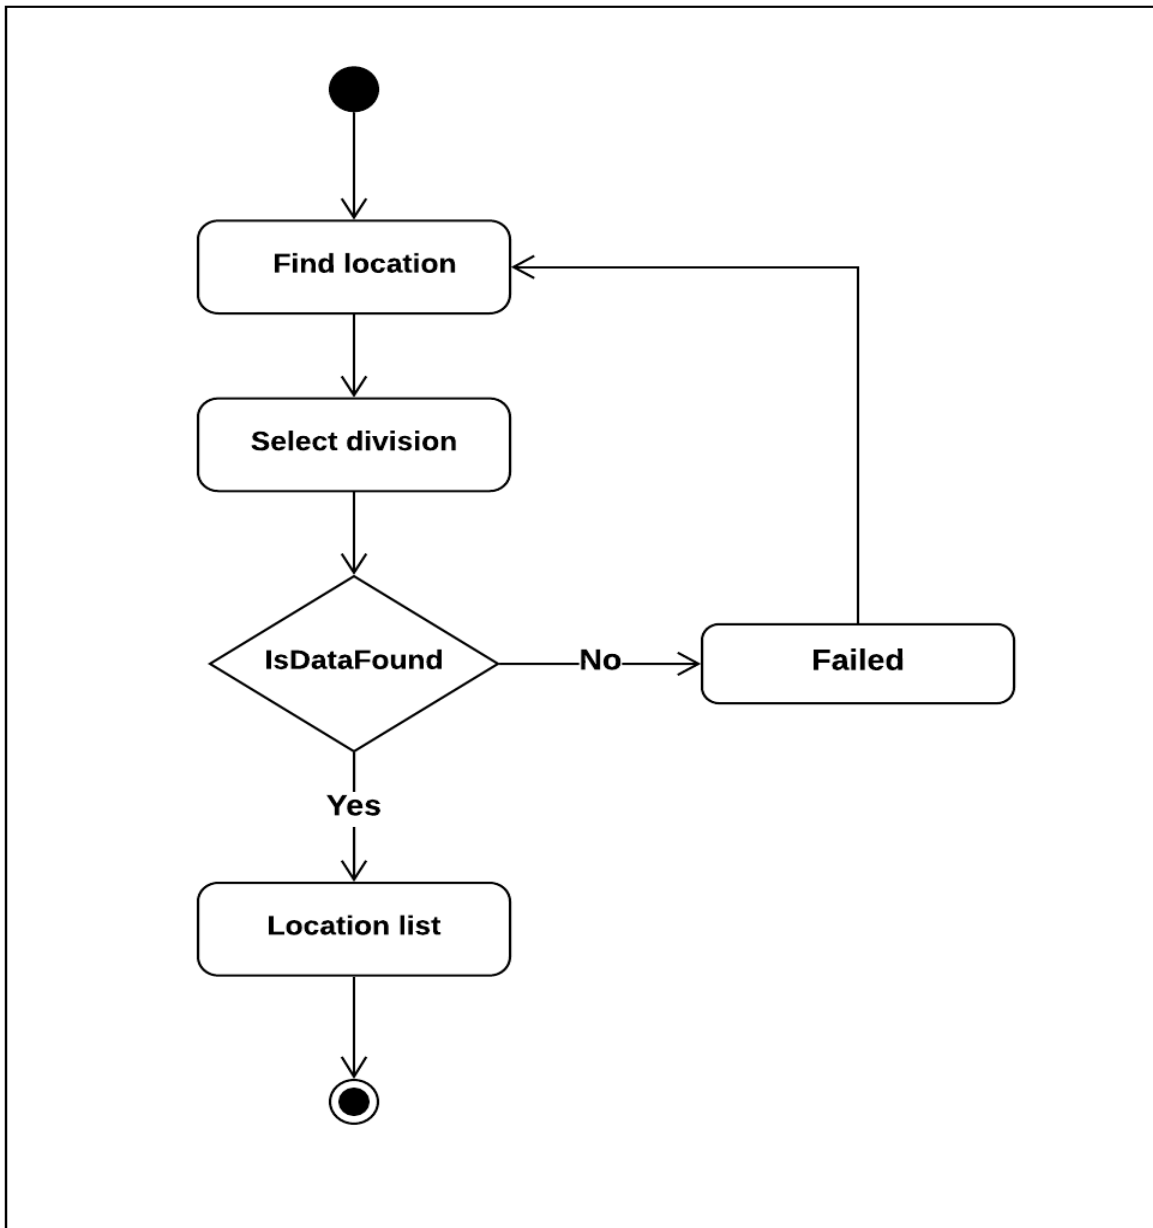 Find location
Select division
IsDataFound
No
Failed
Yes
Location list